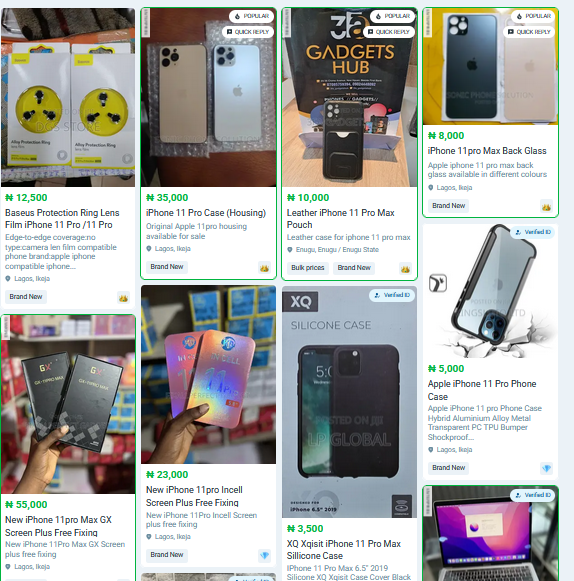 ₦ 12,500
Baseus Protection Ring Lens
Film iPhone 11 Pro /11 Pro
Edge-to-edge coverage:no
type:camera len film compatible
phone brand:apple iphone
compatible iphone...
Lagos, Ikeja
Brand New
GX
₦ 55,000
New iPhone 11pro Max GX
Screen Plus Free Fixing
New iPhone 11Pro Max GX Screen
plus free fixing
Lagos, Ikeja
POPULAR
QUICK REPLY
₦ 35,000
iPhone 11 Pro Case (Housing)
Original Apple 11pro housing
available for sale
Lagos, Ikeja
Brand New
₦ 23,000
New iPhone 11pro Incell
Screen Plus Free Fixing
New iPhone 11Pro Incell Screen
plus free fixing
Lagos, Ikeja
Brand New
Verified ID
POPULAR
QUICK REPLY
GADGETS
HUB
₦ 10,000
Leather iPhone 11 Pro Max
Pouch
Leather case for iphone 11 pro max
Enugu, Enugu / Enugu State
Bulk prices
Brand New
Verified ID
XQ
SILICONE CASE
POSTED ON JIJI
LP GLOBAL
DESIGNED FOR
iPhone 6.5" 2019
₦ 3,500
XQ Xqisit iPhone 11 Pro Max
Sillicone Case
iPhone 11 Pro Max 6.5" 2019
Silicone XQ Xqisit Case Cover Black
POPULAR
QUICK REPLY
₦ 8,000
iPhone 11pro Max Back Glass
Apple iphone 11 pro max back
glass available in different colours
Lagos, Ikeja
Brand New
Verified ID
₦ 5,000
Apple iPhone 11 Pro Phone
Case
Apple iPhone 11 pro Phone Case
Hybrid Aluminium Alloy Metal
Transparent PC TPU Bumper
Shockproof...
Lagos, Ikeja
Brand New
Verified ID